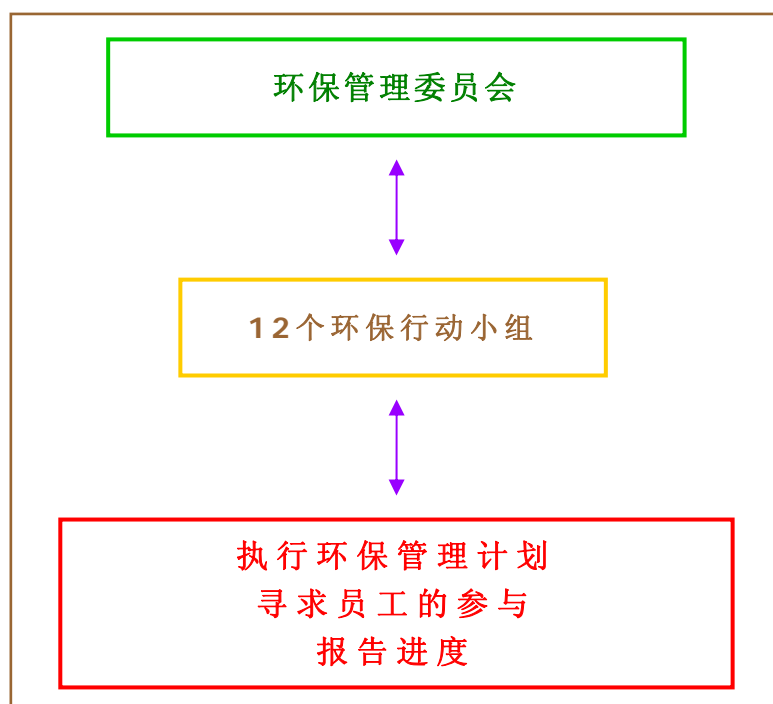 环保管理委员会
12个环保行动小组
执行环保管理计划
寻求员工的参与
报告进度